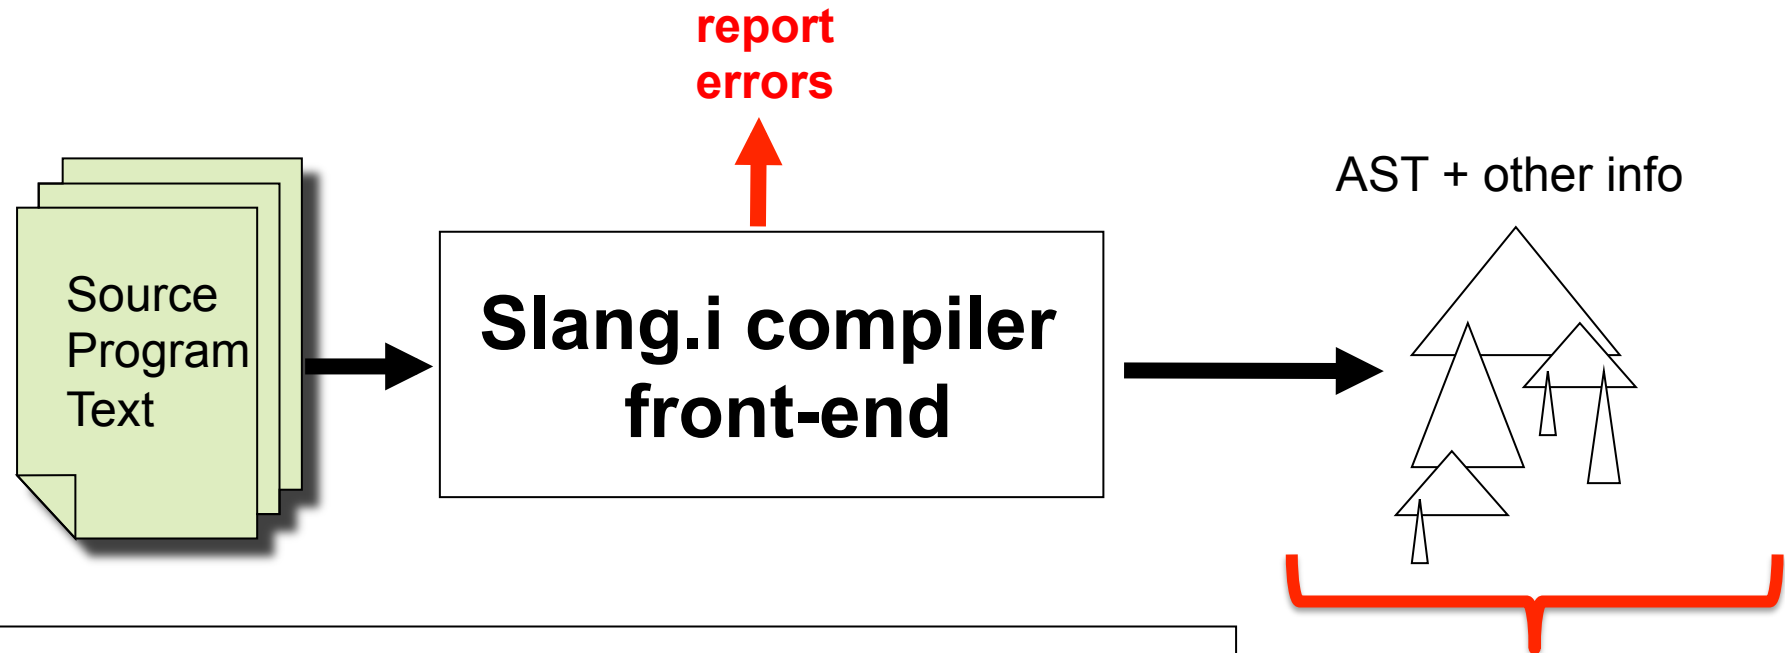 report
errors
AST + other info
Source
Program
Text
Slang.i compiler
front-end